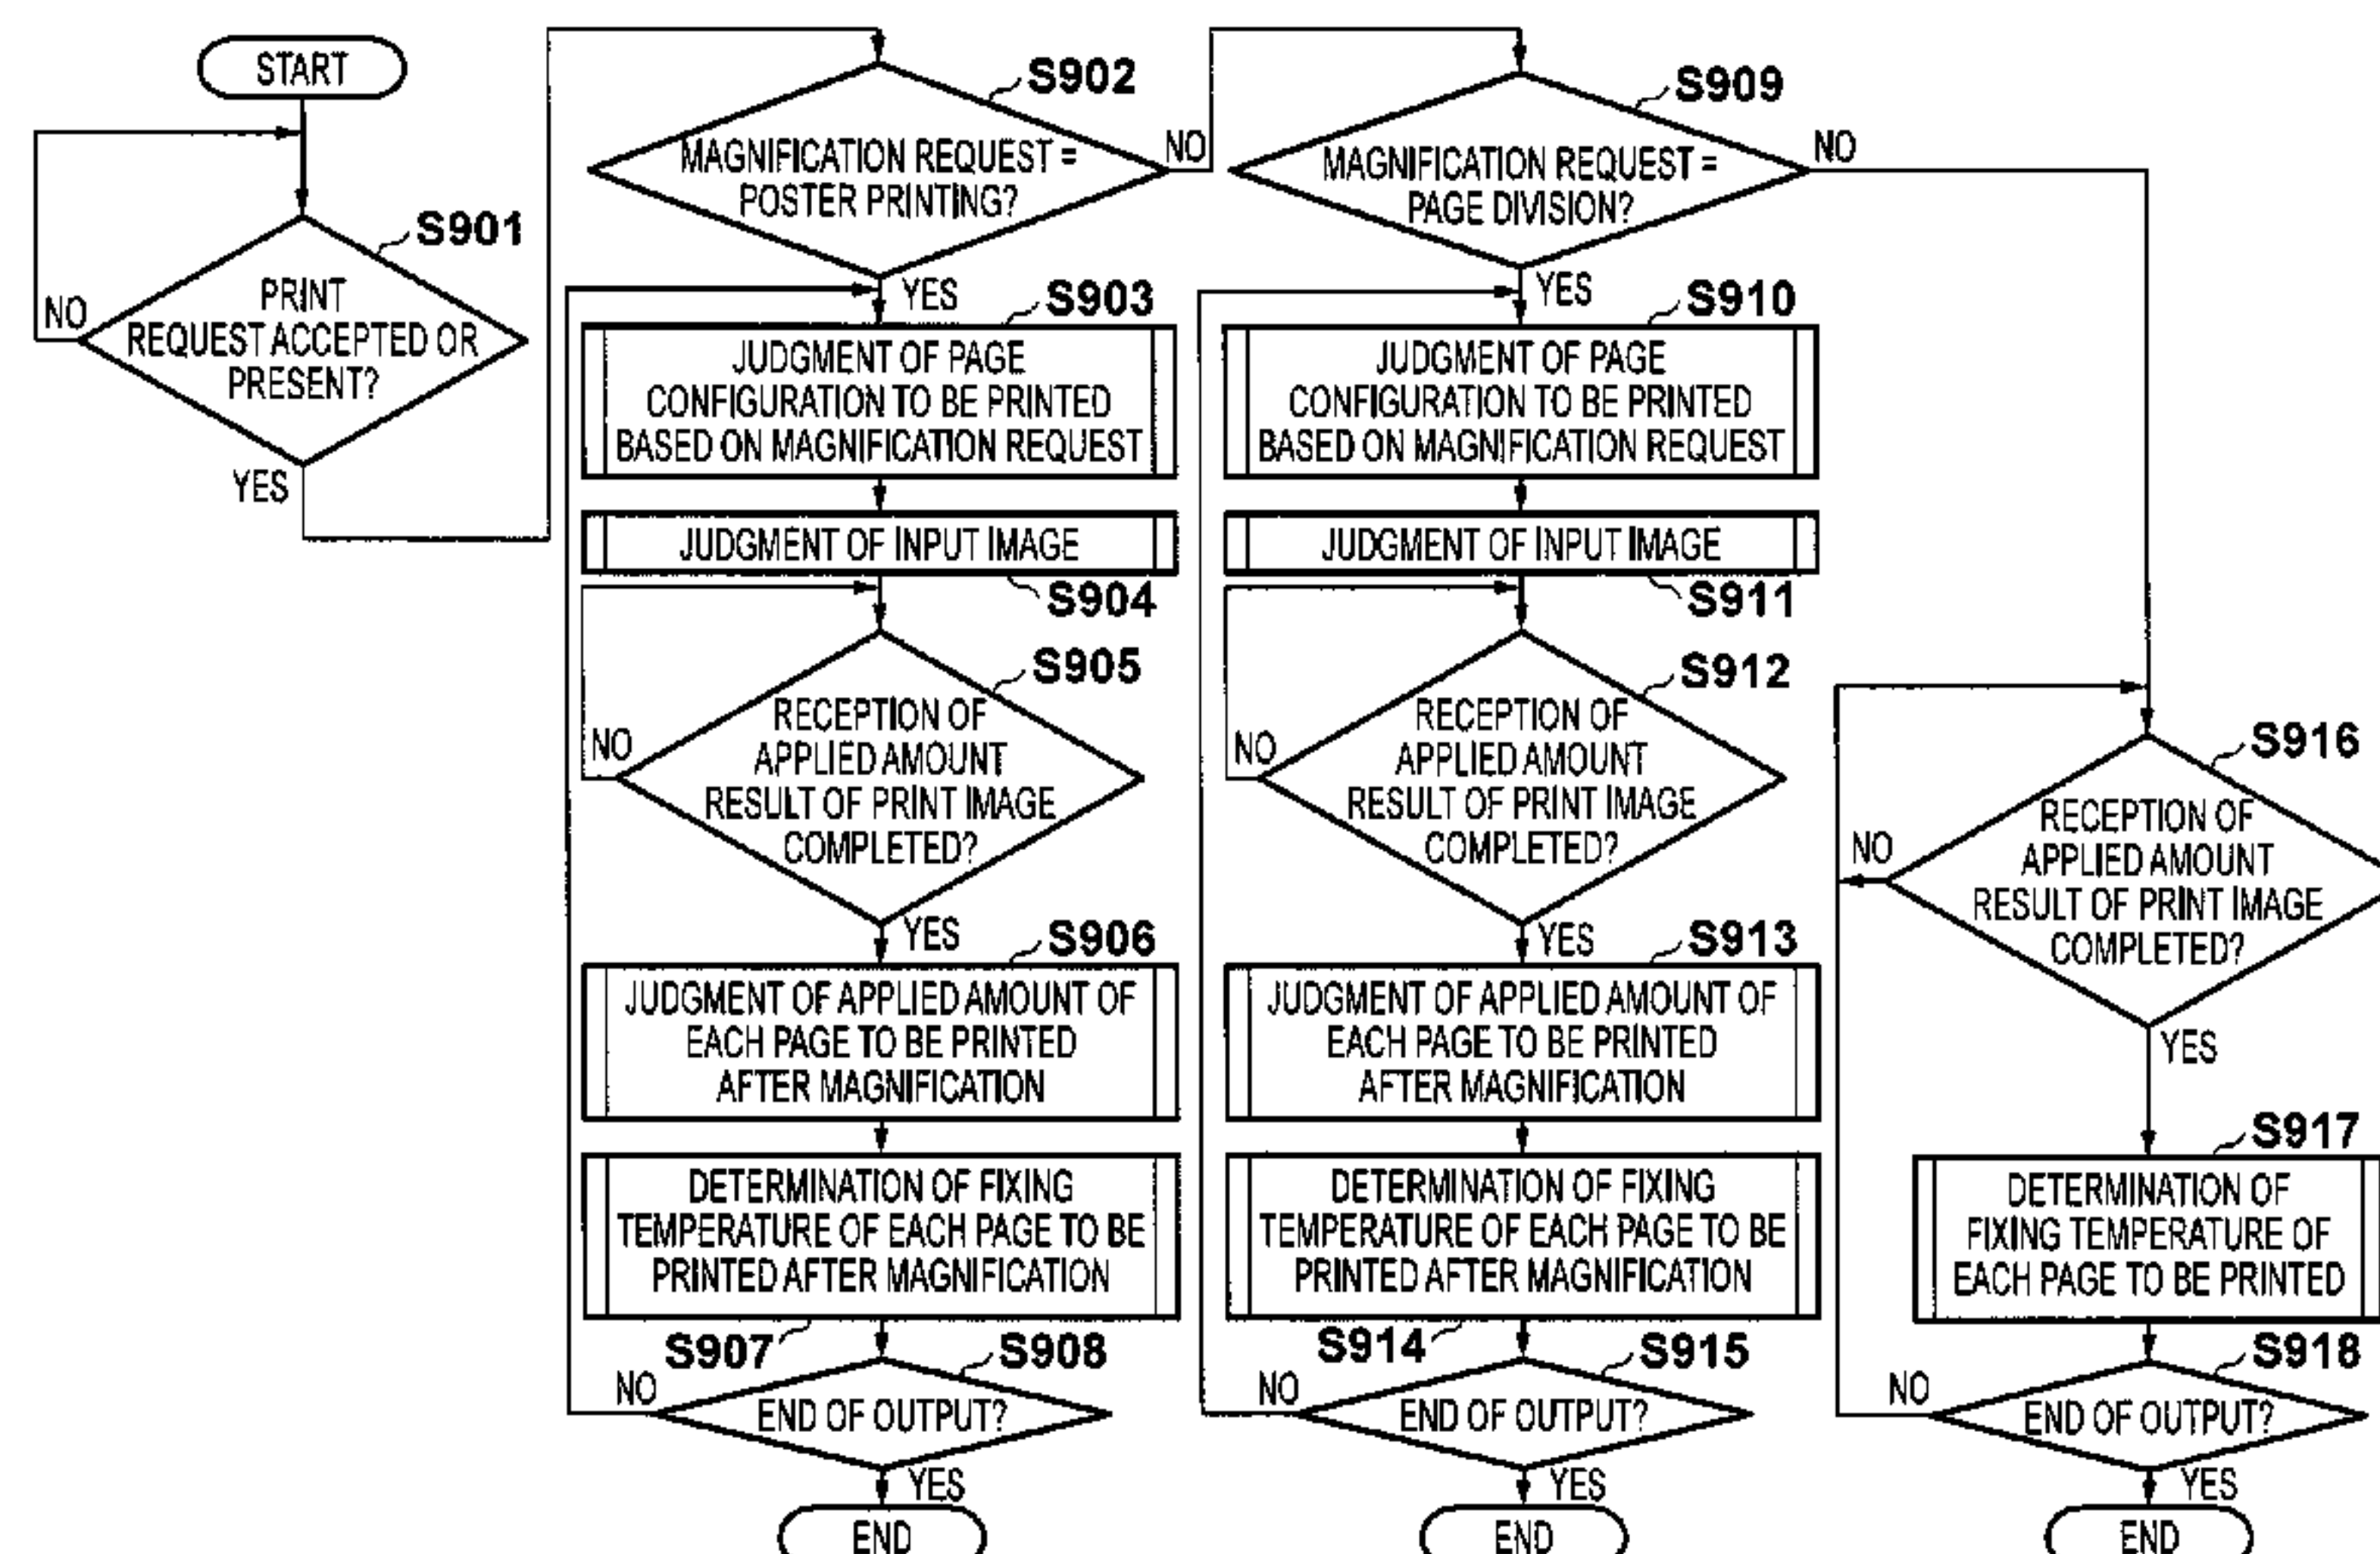 START
S901
PRINT
REQUEST ACCEPTED OR
PRESENT?
NO
YES
S902
MAGNIFICATION REQUEST =
POSTER PRINTING?
NO
YES
S903
JUDGMENT OF PAGE
CONFIGURATION TO BE PRINTED
BASED ON MAGNIFICATION REQUEST
JUDGMENT OF INPUT IMAGE
S904
S905
RECEPTION OF
APPLIED AMOUNT
RESULT OF PRINT IMAGE
COMPLETED?
NO
YES
S906
JUDGMENT OF APPLIED AMOUNT OF
EACH PAGE TO BE PRINTED
AFTER MAGNIFICATION
DETERMINATION OF FIXING
TEMPERATURE OF EACH PAGE TO BE
PRINTED AFTER MAGNIFICATION
S907
S908
NO
END OF OUTPUT?
YES
END
S909
MAGNIFICATION REQUEST =
PAGE DIVISION?
NO
YES
S910
JUDGMENT OF PAGE
CONFIGURATION TO BE PRINTED
BASED ON MAGNIFICATION REQUEST
JUDGMENT OF INPUT IMAGE
S911
S912
RECEPTION OF
APPLIED AMOUNT
RESULT OF PRINT IMAGE
COMPLETED?
NO
YES
S913
JUDGMENT OF APPLIED AMOUNT OF
EACH PAGE TO BE PRINTED
AFTER MAGNIFICATION
DETERMINATION OF FIXING
TEMPERATURE OF EACH PAGE TO BE
PRINTED AFTER MAGNIFICATION
S914
S915
NO
END OF OUTPUT?
YES
END
S916
RECEPTION OF
APPLIED AMOUNT
RESULT OF PRINT IMAGE
COMPLETED?
NO
YES
S917
DETERMINATION OF
FIXING TEMPERATURE OF
EACH PAGE TO BE PRINTED
S918
NO
END OF OUTPUT?
YES
END